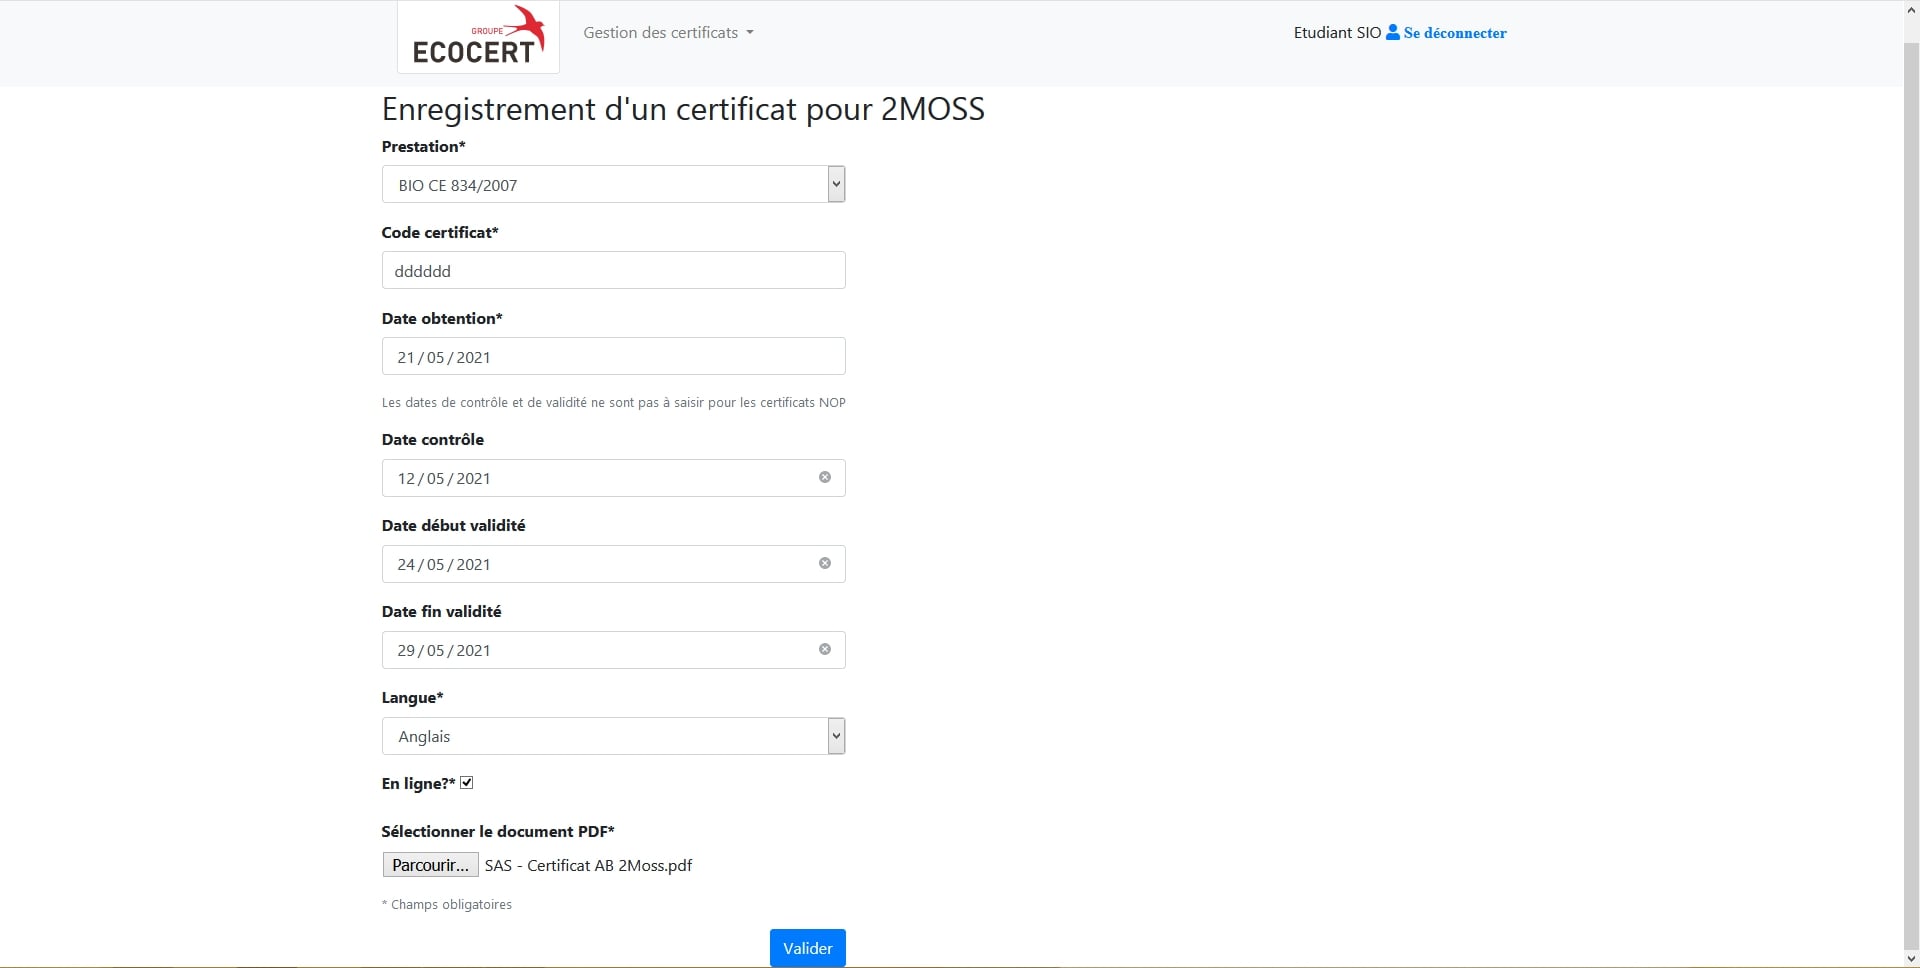 GROUPE
ECOCERT
Gestion des certificats
Etudiant SIO Se déconnecter
Enregistrement d'un certificat pour 2MOSS
Prestation*
BIO CE 834/2007
Code certificat*
dddddd
Date obtention*
21/05/2021
Les dates de contrôle et de validité ne sont pas à saisir pour les certificats NOP
Date contrôle
12/05/2021
Date début validité
24/05/2021
Date fin validité
29/05/2021
Langue*
Anglais
En ligne?*
Sélectionner le document PDF*
Parcourir... SAS - Certificat AB 2Moss.pdf
* Champs obligatoires
Valider